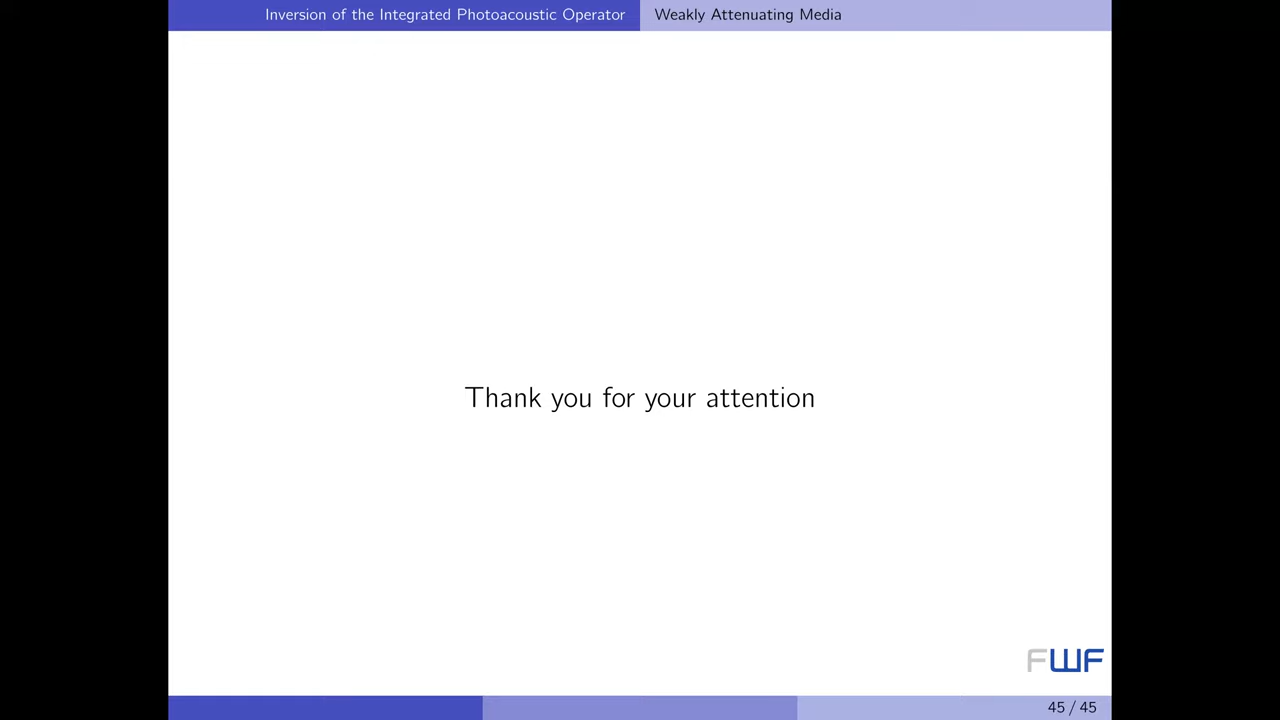 Inversion of the Integrated Photoacoustic Operator Weakly Attenuating Media
Thank you for your attention
FWF
45 / 45